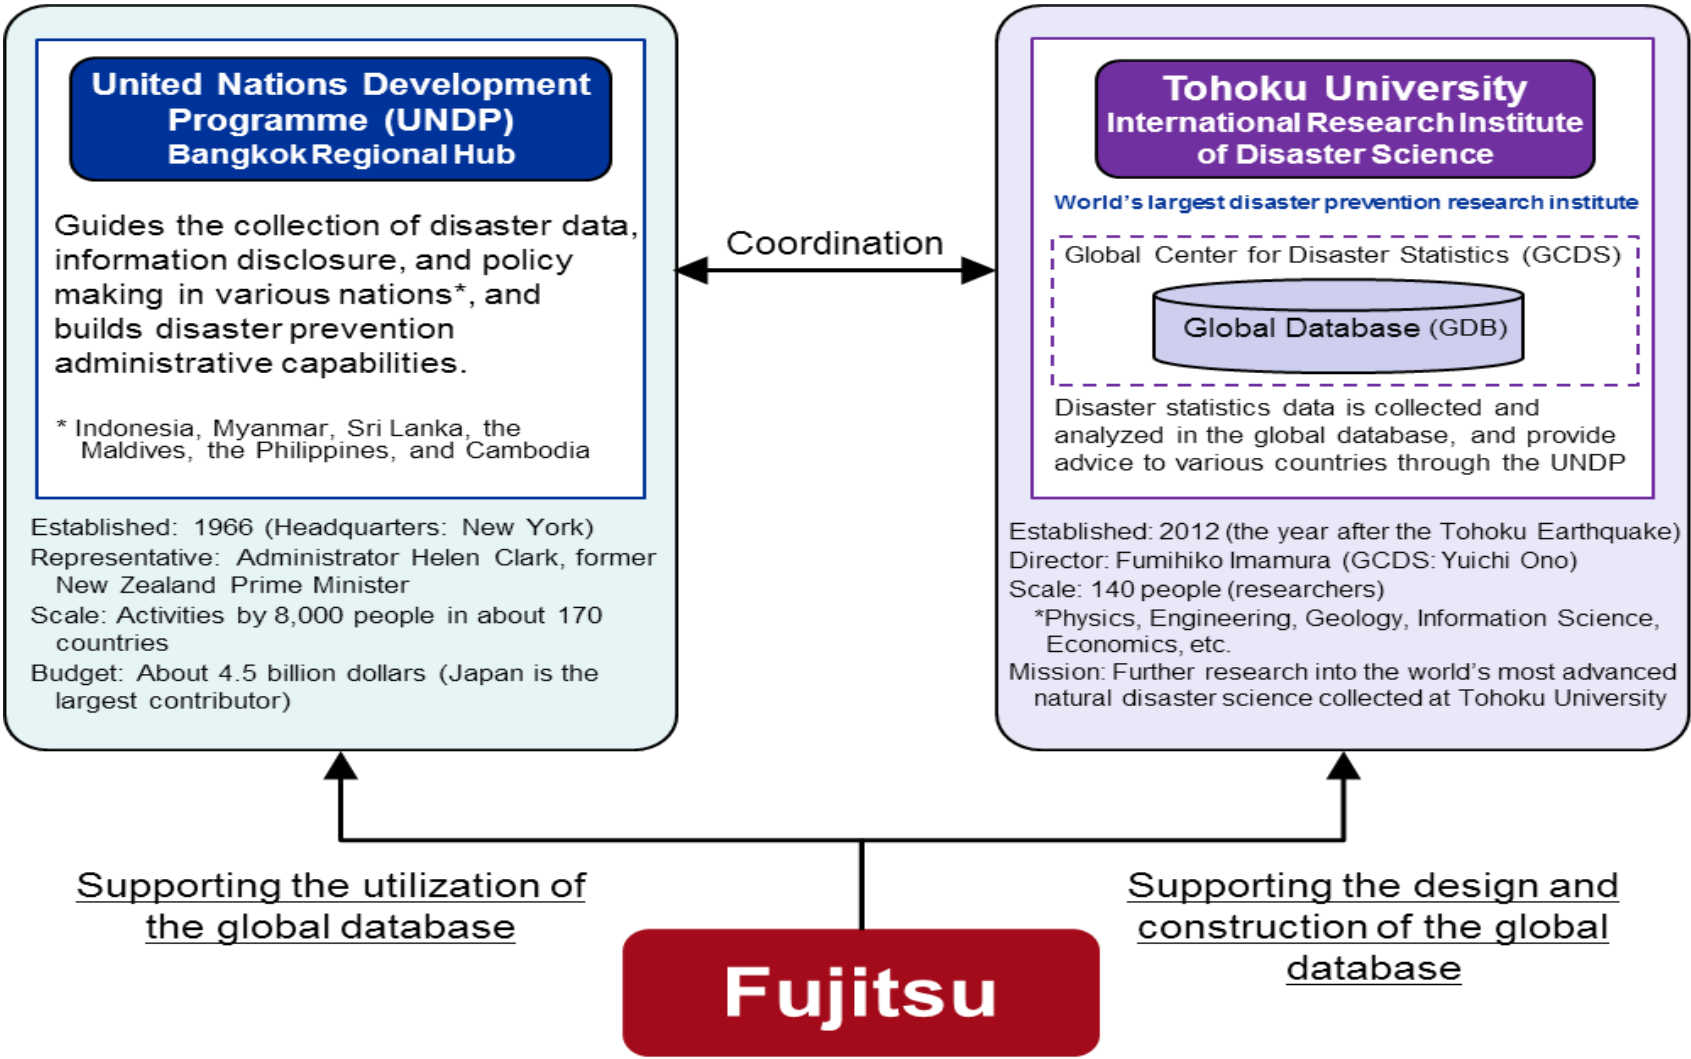 United Nations Development
Programme (UNDP)
Bangkok Regional Hub
Guides the collection of disaster data,
information disclosure, and policy
making in various nations*, and
builds disaster prevention
administrative capabilities.
* Indonesia, Myanmar, Sri Lanka, the
Maldives, the Philippines, and Cambodia
Established: 1966 (Headquarters: New York)
Representative: Administrator Helen Clark, former
New Zealand Prime Minister
Scale: Activities by 8,000 people in about 170
countries
Budget: About 4.5 billion dollars (Japan is the
largest contributor)
Coordination
Tohoku University
International Research Institute
of Disaster Science
World's largest disaster prevention research institute
Global Center for Disaster Statistics (GCDS)
Global Database (GDB)
Disaster statistics data is collected and
analyzed in the global database, and provide
advice to various countries through the UNDP
Established: 2012 (the year after the Tohoku Earthquake)
Director: Fumihiko Imamura (GCDS: Yuichi Ono)
Scale: 140 people (researchers)
*Physics, Engineering, Geology, Information Science,
Economics, etc.
Mission: Further research into the world's most advanced
natural disaster science collected at Tohoku University
Supporting the utilization of
the global database
Supporting the design and
construction of the global
database
Fujitsu